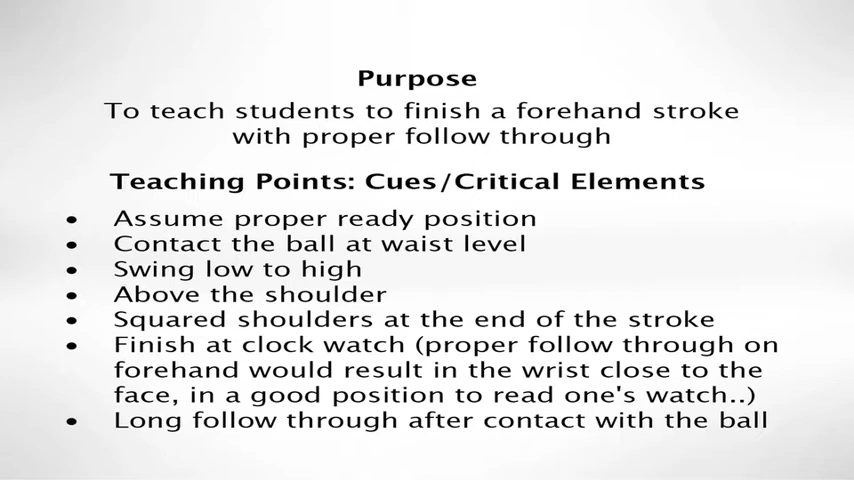 Purpose
To teach students to finish a forehand stroke
with proper follow through
Teaching Points: Cues/Critical Elements
• Assume proper ready position
• Contact the ball at waist level
• Swing low to high
• Above the shoulder
• Squared shoulders at the end of the stroke
• Finish at clock watch (proper follow through on
forehand would result in the wrist close to the
face, in a good position to read one's watch..)
• Long follow through after contact with the ball